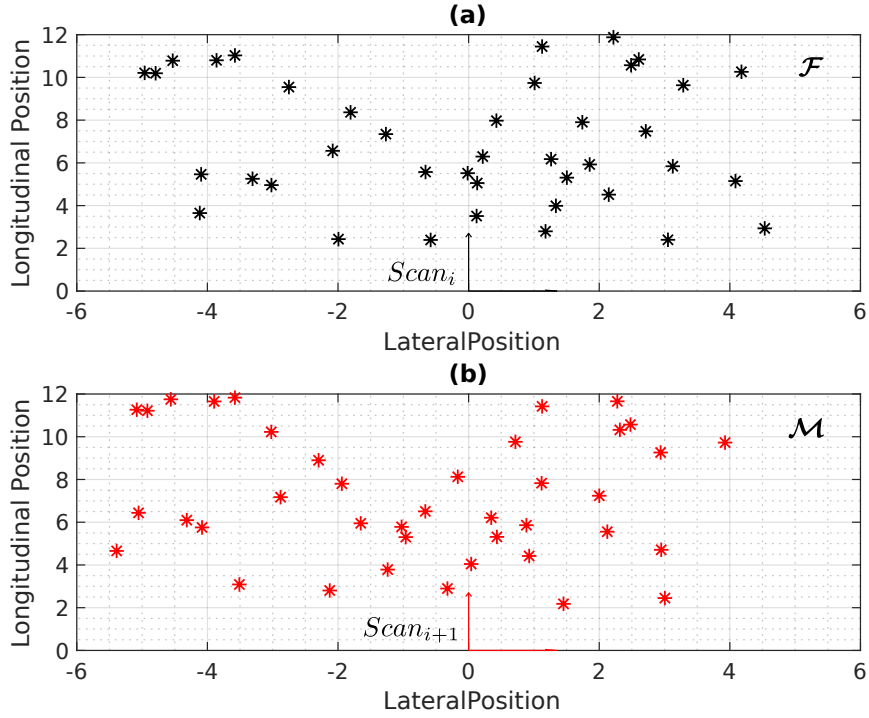 (a)
Longitudinal Position
12
10
8
6
4
2
0
ℱ
Scan_i
-6 -4 -2 0 2 4 6
LateralPosition
(b)
Longitudinal Position
12
10
8
6
4
2
0
ℳ
Scan_{i+1}
-6 -4 -2 0 2 4 6
LateralPosition